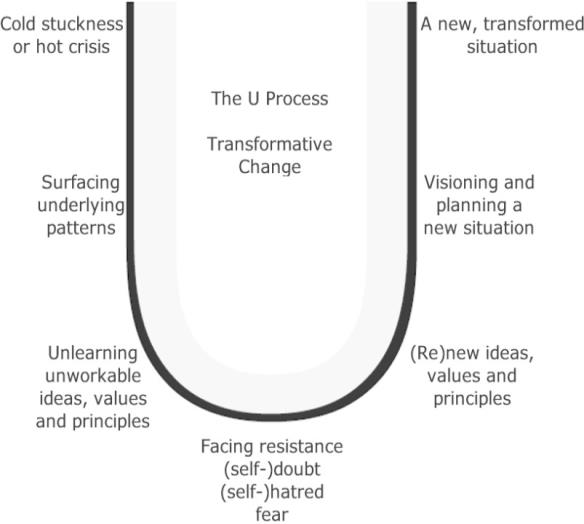 Cold stuckness
or hot crisis
A new, transformed
situation
The U Process
Transformative
Change
Surfacing
underlying
patterns
Visioning and
planning a
new situation
Unlearning
unworkable
ideas, values
and principles
(Re)new ideas,
values and
principles
Facing resistance
(self-)doubt
(self-)hatred
fear